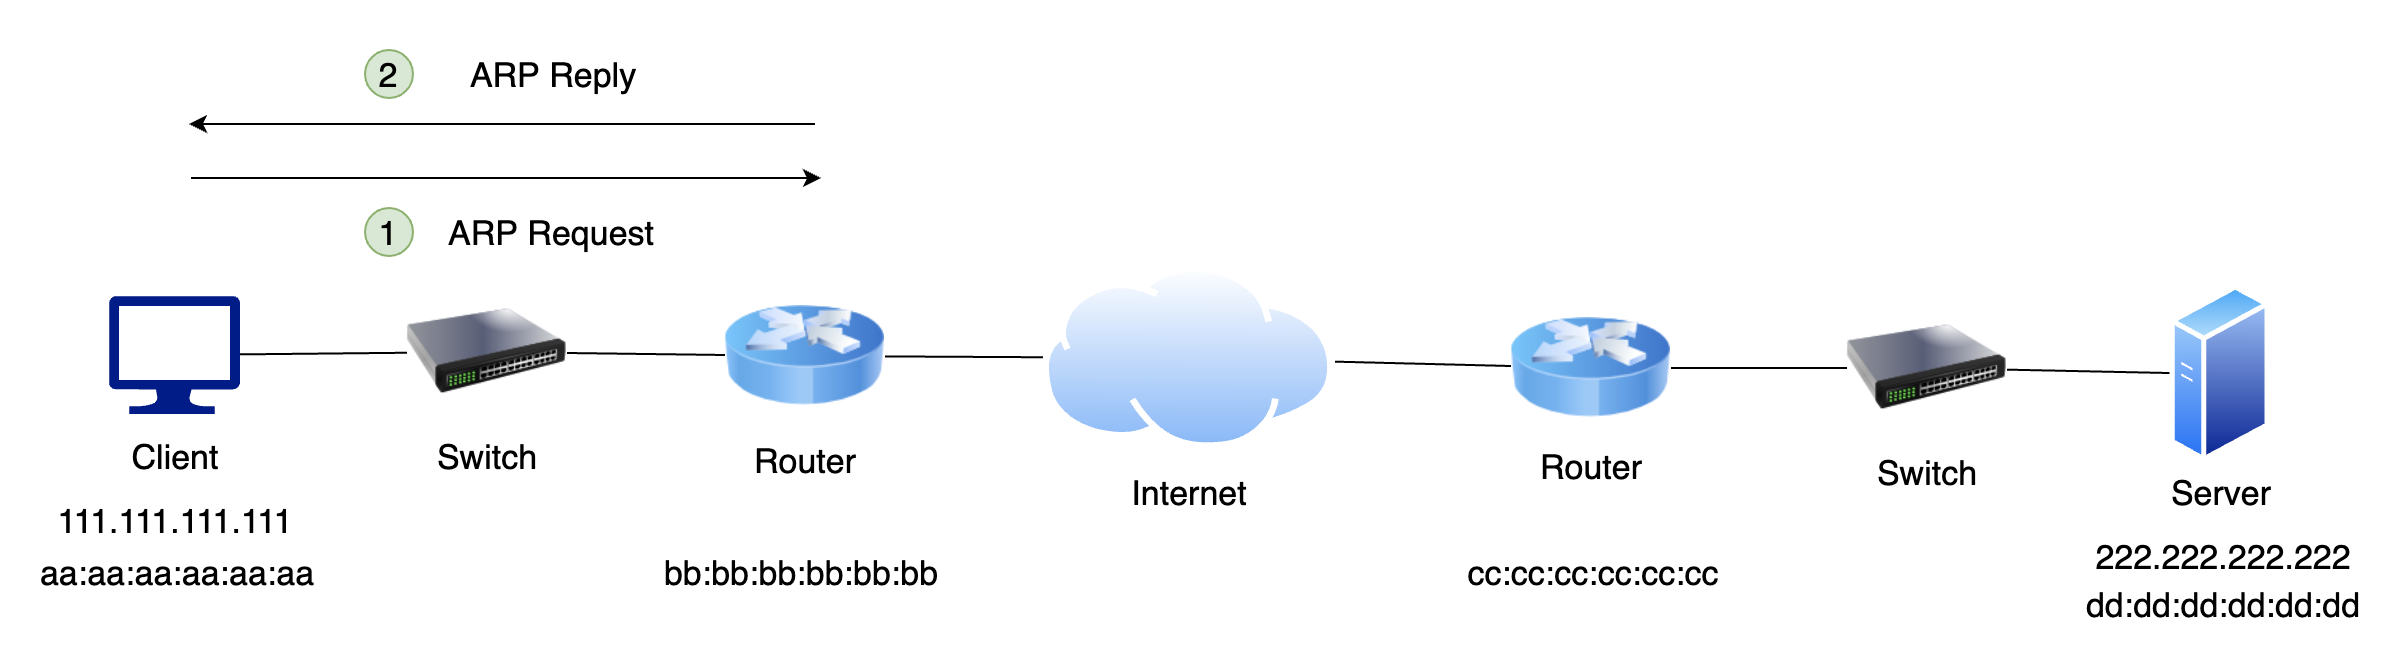 2 ARP Reply
1 ARP Request
Client
Switch
Router
Internet
Router
Switch
Server
111.111.111.111
222.222.222.222
aa:aa:aa:aa:aa:aa
bb:bb:bb:bb:bb:bb
cc:cc:cc:cc:cc:cc
dd:dd:dd:dd:dd:dd